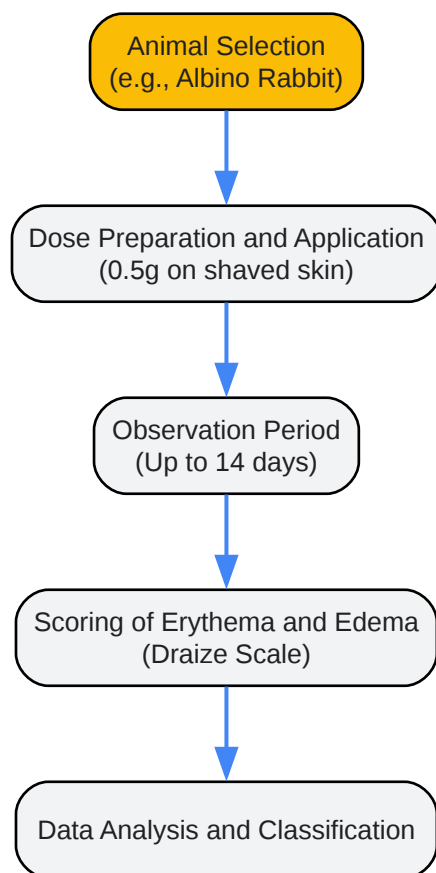 Animal Selection
(e.g., Albino Rabbit)
Dose Preparation and Application
(0.5g on shaved skin)
Observation Period
(Up to 14 days)
Scoring of Erythema and Edema
(Draize Scale)
Data Analysis and Classification